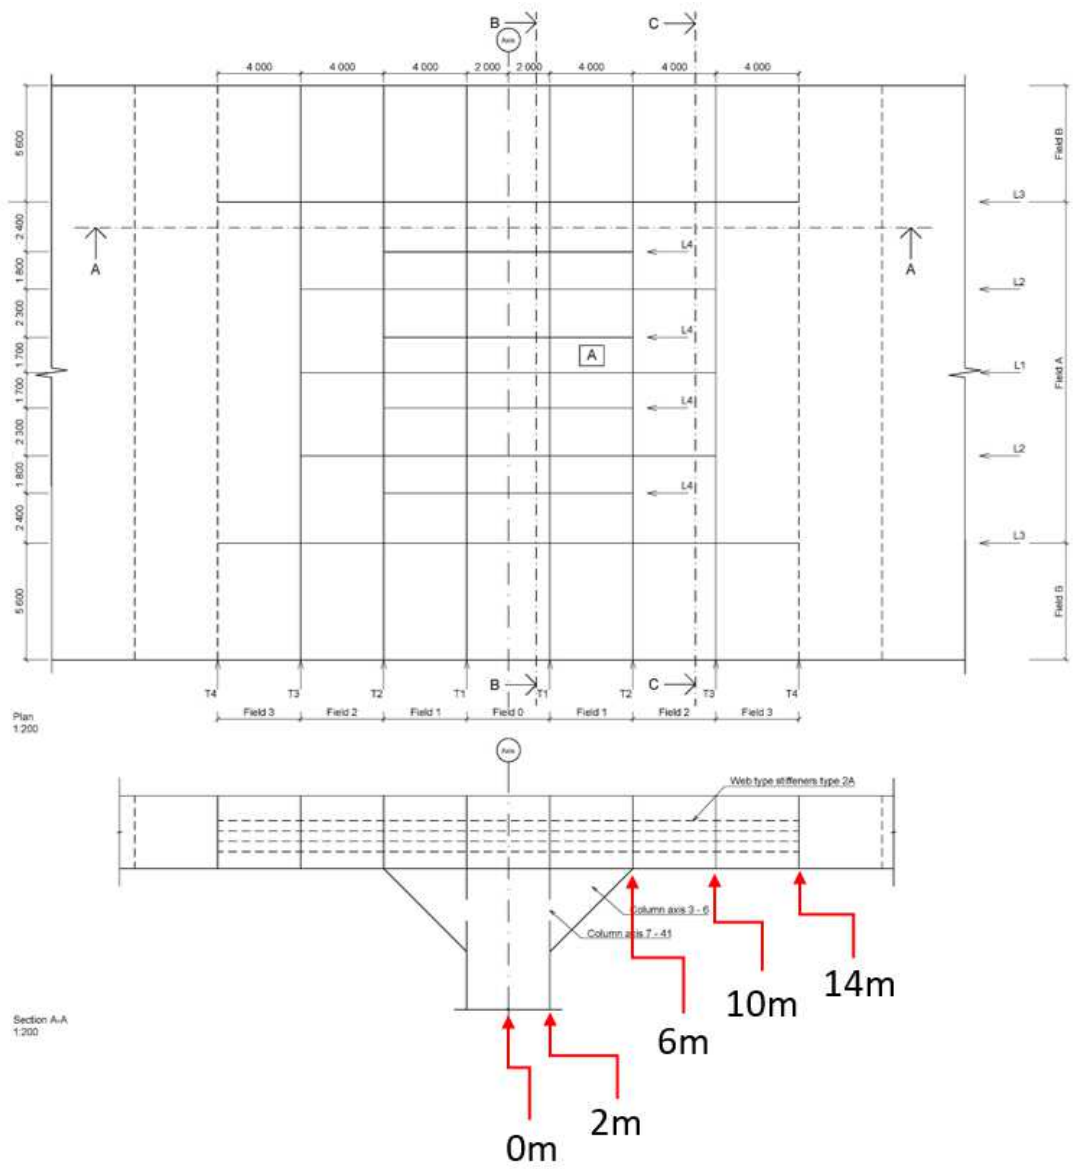 B
C
Axis
4 000
4 000
4 000
2 000
2 000
4 000
4 000
4 000
5 600
Field B
L3
2 400
A
A
L4
1 800
L2
2 300
L4
1 700
A
L1
Field A
1 700
L4
2 300
L2
1 800
L4
2 400
L3
5 600
Field B
B
C
T4
T3
T2
T1
T1
T2
T3
T4
Field 3
Field 2
Field 1
Field 0
Field 1
Field 2
Field 3
Plan
1:200
Axis
Web type stiffeners type 2A
Column axis 3 - 6
Column axis 7 - 41
14m
10m
6m
Section A-A
1:200
2m
0m